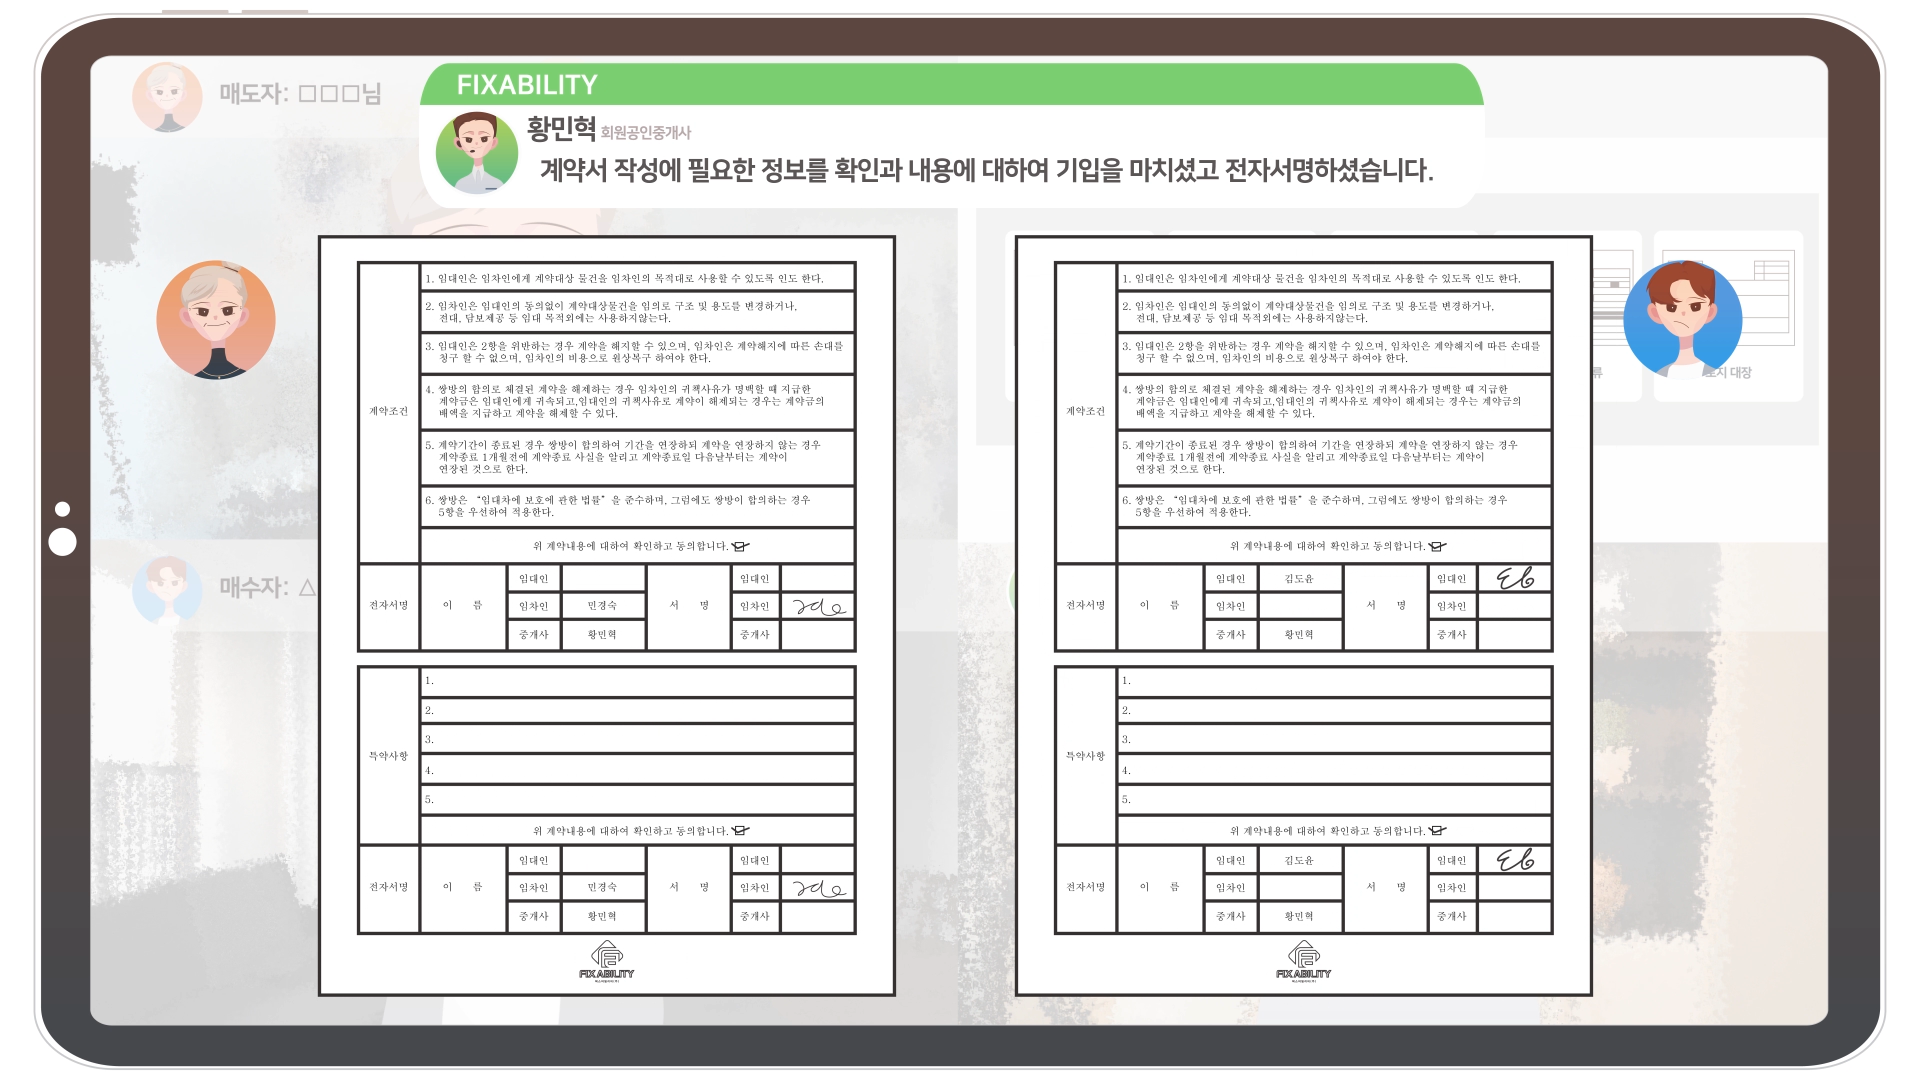 매도자: □□□님
FIXABILITY
황민혁 회원공인중개사
계약서 작성에 필요한 정보를 확인과 내용에 대하여 기입을 마치셨고 전자서명하셨습니다.
매수자: △
류
토지 대장
계약조건
1. 임대인은 임차인에게 계약대상 물건을 임차인의 목적대로 사용할 수 있도록 인도 한다.
2. 임차인은 임대인의 동의없이 계약대상물건을 임의로 구조 및 용도를 변경하거나,
전대, 담보제공 등 임대 목적외에는 사용하지않는다.
3. 임대인은 2항을 위반하는 경우 계약을 해지할 수 있으며, 임차인은 계약해지에 따른 손대를
청구 할 수 없으며, 임차인의 비용으로 원상복구 하여야 한다.
4. 쌍방의 합의로 체결된 계약을 해제하는 경우 임차인의 귀책사유가 명백할 때 지급한
계약금은 임대인에게 귀속되고,임대인의 귀책사유로 계약이 해제되는 경우는 계약금의
배액을 지급하고 계약을 해제할 수 있다.
5. 계약기간이 종료된 경우 쌍방이 합의하여 기간을 연장하되 계약을 연장하지 않는 경우
계약종료 1개월전에 계약종료 사실을 알리고 계약종료일 다음날부터는 계약이
연장된 것으로 한다.
6. 쌍방은 “임대차에 보호에 관한 법률” 을 준수하며, 그럼에도 쌍방이 합의하는 경우
5항을 우선하여 적용한다.
위 계약내용에 대하여 확인하고 동의합니다.
전자서명 이 름 서 명
임대인 임대인
임차인 민경숙 임차인
중개사 황민혁 중개사
특약사항
1.
2.
3.
4.
5.
위 계약내용에 대하여 확인하고 동의합니다.
전자서명 이 름 서 명
임대인 임대인
임차인 민경숙 임차인
중개사 황민혁 중개사
FIXABILITY
계약조건
1. 임대인은 임차인에게 계약대상 물건을 임차인의 목적대로 사용할 수 있도록 인도 한다.
2. 임차인은 임대인의 동의없이 계약대상물건을 임의로 구조 및 용도를 변경하거나,
전대, 담보제공 등 임대 목적외에는 사용하지않는다.
3. 임대인은 2항을 위반하는 경우 계약을 해지할 수 있으며, 임차인은 계약해지에 따른 손대를
청구 할 수 없으며, 임차인의 비용으로 원상복구 하여야 한다.
4. 쌍방의 합의로 체결된 계약을 해제하는 경우 임차인의 귀책사유가 명백할 때 지급한
계약금은 임대인에게 귀속되고,임대인의 귀책사유로 계약이 해제되는 경우는 계약금의
배액을 지급하고 계약을 해제할 수 있다.
5. 계약기간이 종료된 경우 쌍방이 합의하여 기간을 연장하되 계약을 연장하지 않는 경우
계약종료 1개월전에 계약종료 사실을 알리고 계약종료일 다음날부터는 계약이
연장된 것으로 한다.
6. 쌍방은 “임대차에 보호에 관한 법률” 을 준수하며, 그럼에도 쌍방이 합의하는 경우
5항을 우선하여 적용한다.
위 계약내용에 대하여 확인하고 동의합니다.
전자서명 이 름 서 명
임대인 김도윤 임대인
임차인 임차인
중개사 황민혁 중개사
특약사항
1.
2.
3.
4.
5.
위 계약내용에 대하여 확인하고 동의합니다.
전자서명 이 름 서 명
임대인 김도윤 임대인
임차인 임차인
중개사 황민혁 중개사
FIXABILITY